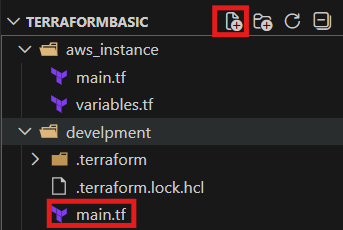 TERRAFORMBASIC
aws_instance
main.tf
variables.tf
develpment
.terraform
.terraform.lock.hcl
main.tf